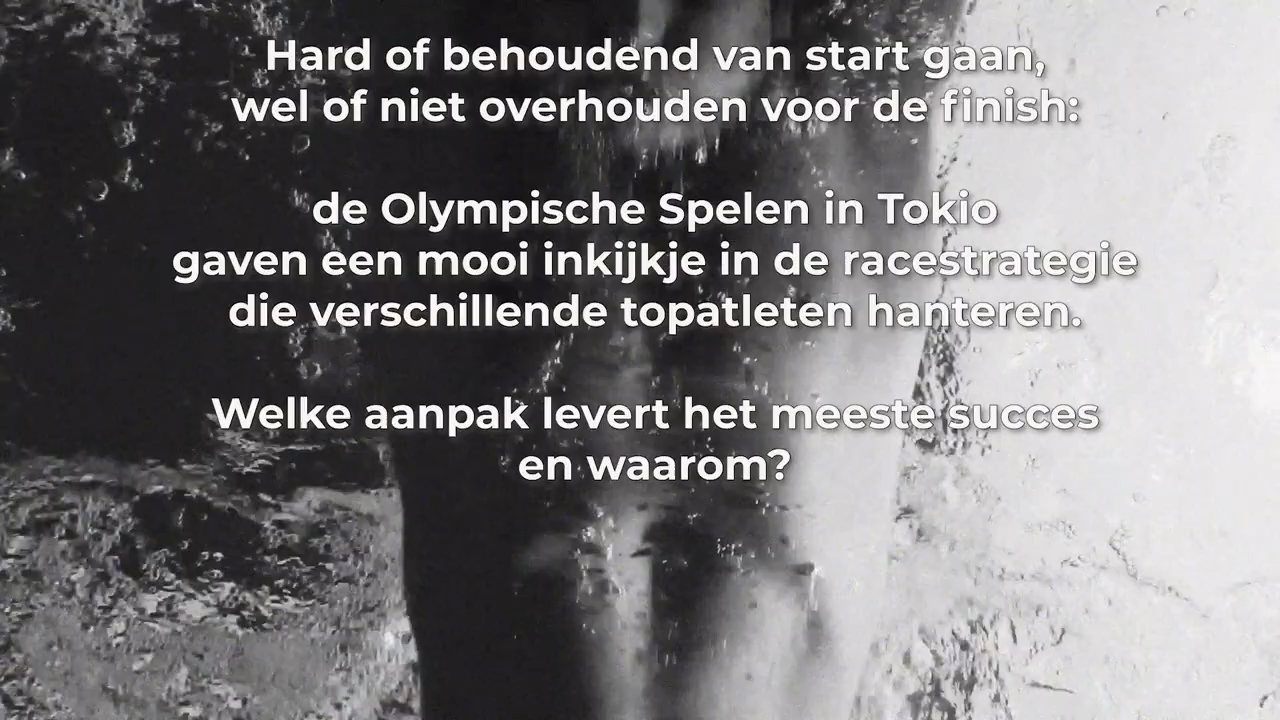 Hard of behoudend van start gaan,
wel of niet overhouden voor de finish:
de Olympische Spelen in Tokio
gaven een mooi inkijkje in de racestrategie
die verschillende topatleten hanteren.
Welke aanpak levert het meeste succes
en waarom?